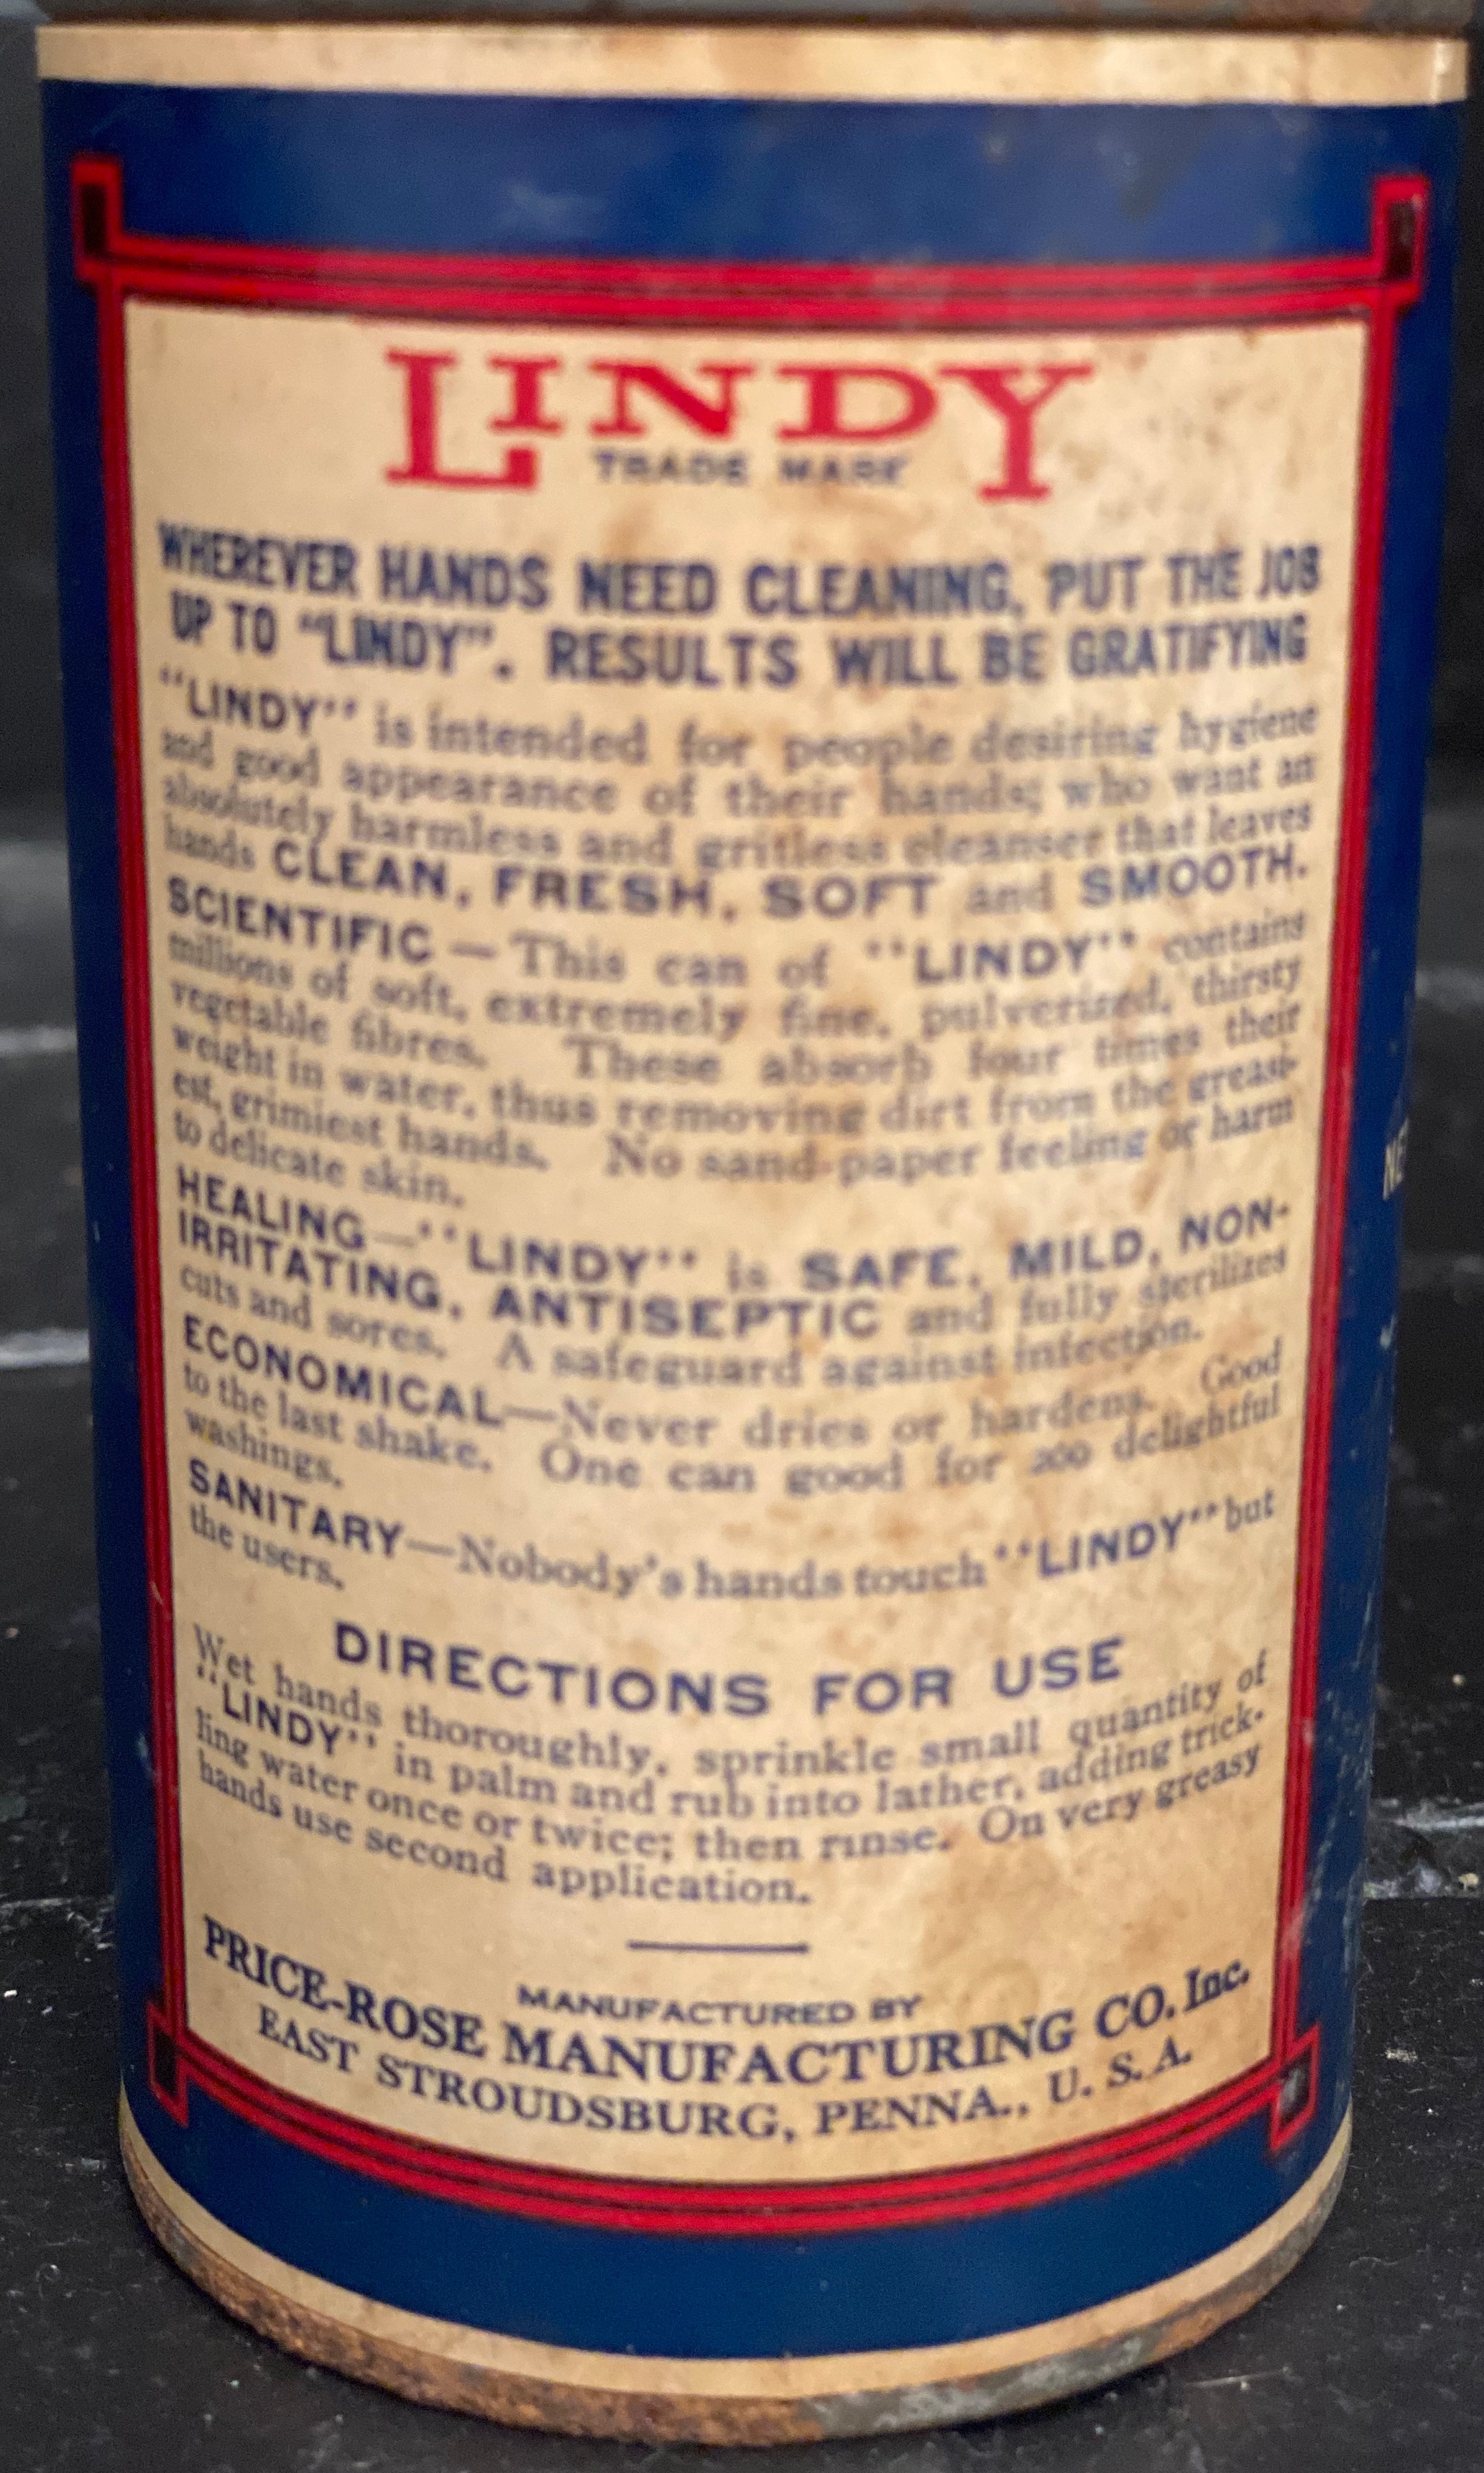 LINDY
TRADE MARK
WHEREVER HANDS NEED CLEANING, PUT THE JOB
UP TO "LINDY". RESULTS WILL BE GRATIFYING
"LINDY" is intended for people desiring hygiene
and good appearance of their hands; who want an
absolutely harmless and gritless cleanser that leaves
hands CLEAN, FRESH, SOFT and SMOOTH.
SCIENTIFIC—This can of "LINDY" contains
millions of soft, extremely fine, pulverized, thirsty
vegetable fibres. These absorb four times their
weight in water, thus removing dirt from the greasi-
est, grimiest hands. No sand-paper feeling or harm
to delicate skin.
HEALING—"LINDY" is SAFE, MILD, NON-
IRRITATING, ANTISEPTIC and fully sterilizes
cuts and sores. A safeguard against infection.
ECONOMICAL—Never dries or hardens. Good
to the last shake. One can good for 200 delightful
washings.
SANITARY—Nobody's hands touch "LINDY" but
the users.
DIRECTIONS FOR USE
Wet hands thoroughly, sprinkle small quantity of
"LINDY" in palm and rub into lather, adding trick-
ling water once or twice; then rinse. On very greasy
hands use second application.
MANUFACTURED BY
PRICE-ROSE MANUFACTURING CO. Inc.
EAST STROUDSBURG, PENNA., U. S. A.